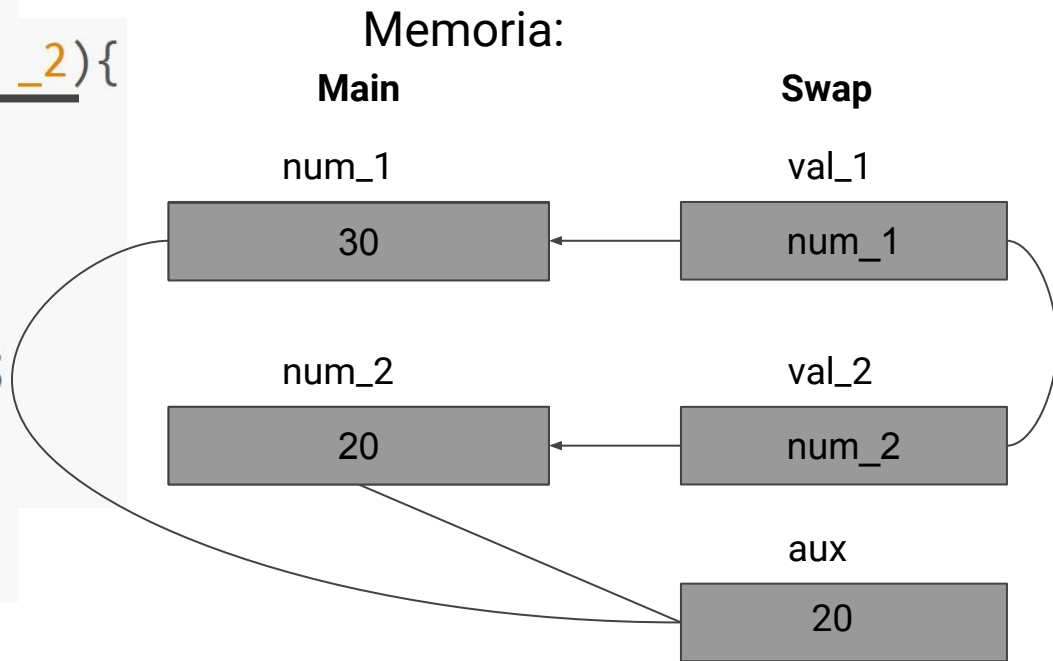 _2){
Memoria:
Main
Swap
num_1
val_1
30
num_1
num_2
val_2
20
num_2
aux
20